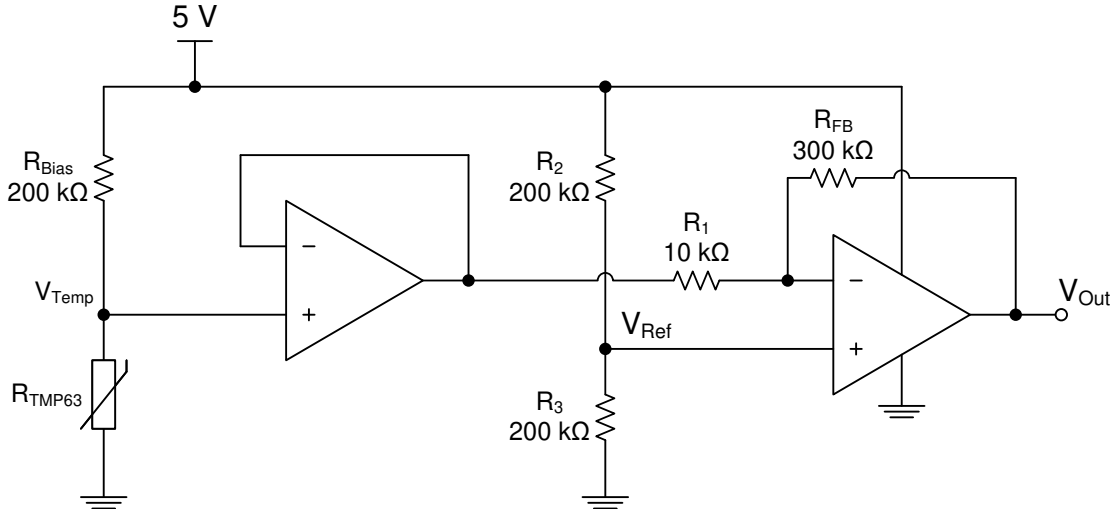 5 V
R_Bias
200 kΩ
V_Temp
R_TMP63
−
+
R_2
200 kΩ
V_Ref
R_3
200 kΩ
R_1
10 kΩ
R_FB
300 kΩ
−
+
V_Out